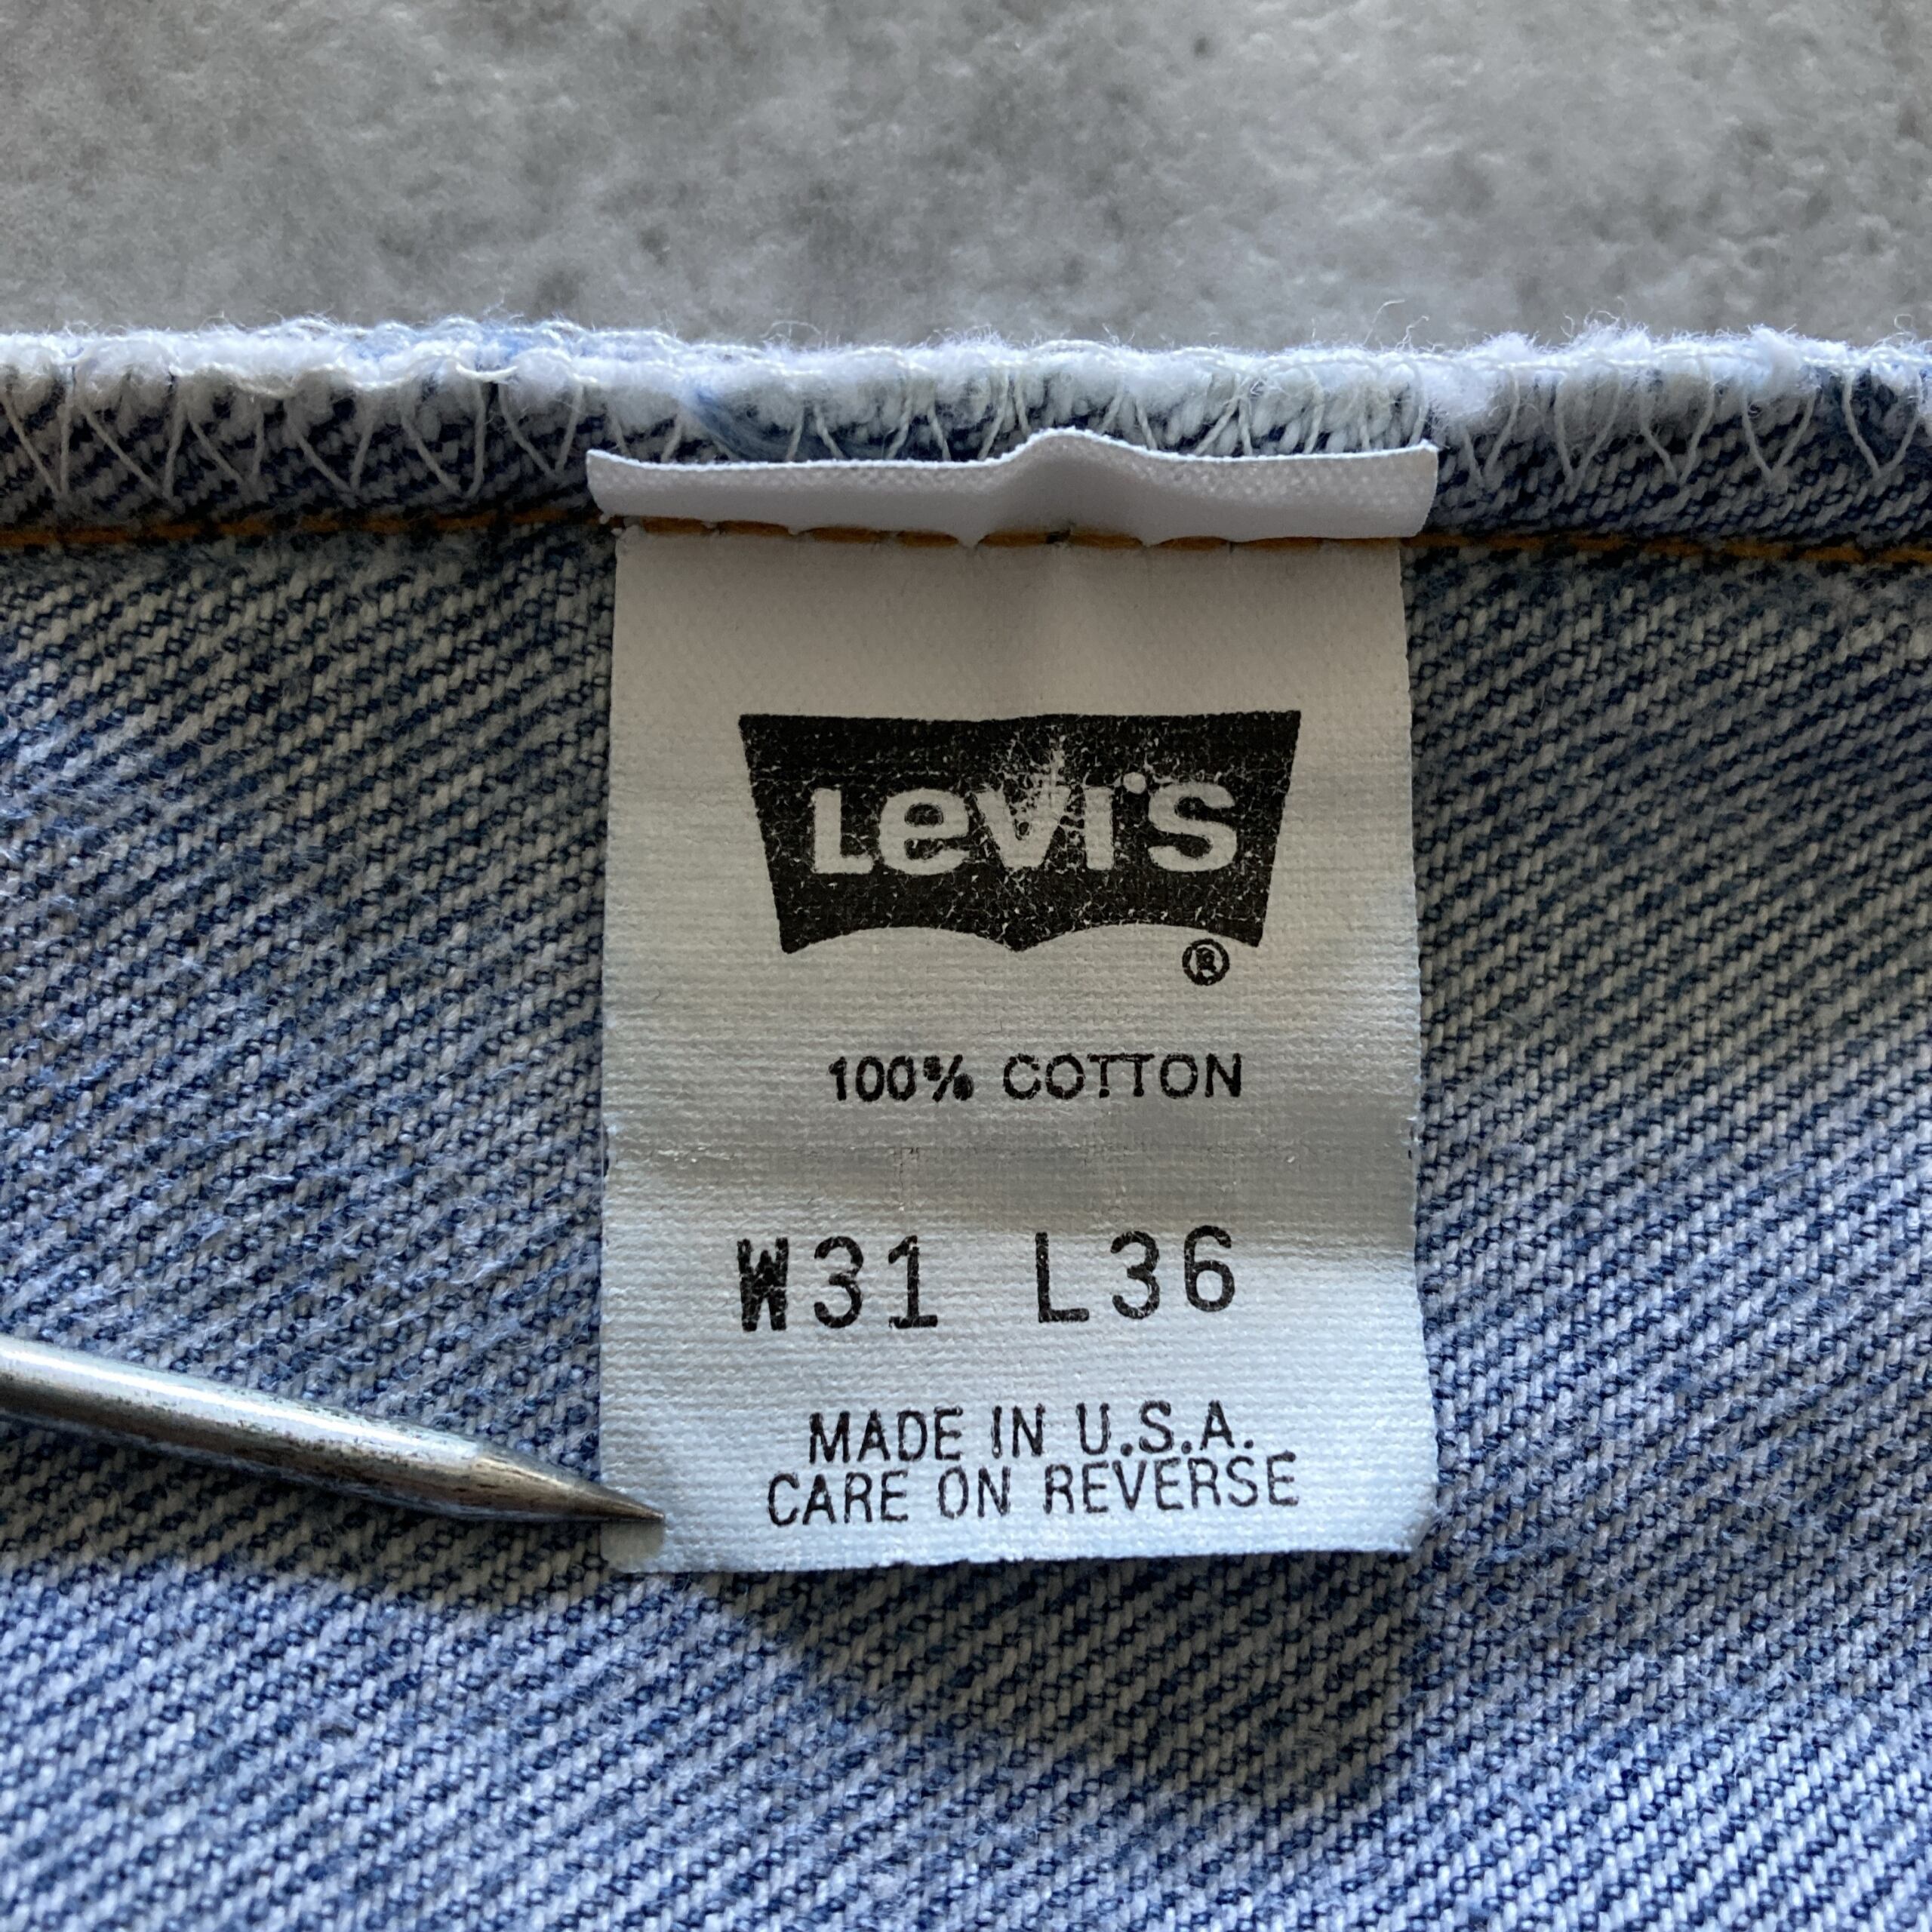 Levi's
®
100% COTTON
W31 L36
MADE IN U.S.A.
CARE ON REVERSE